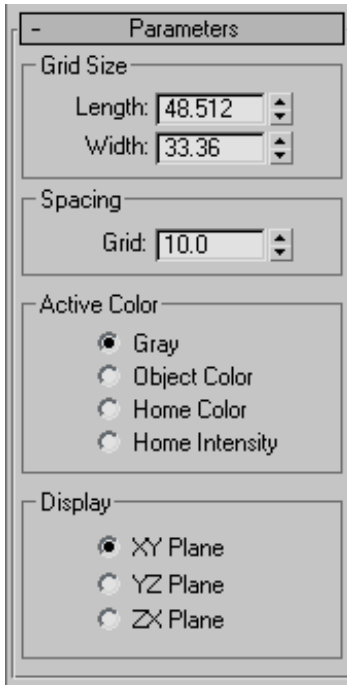 - Parameters
Grid Size
Length: 48.512
Width: 33.36
Spacing
Grid: 10.0
Active Color
Gray
Object Color
Home Color
Home Intensity
Display
XY Plane
YZ Plane
ZX Plane